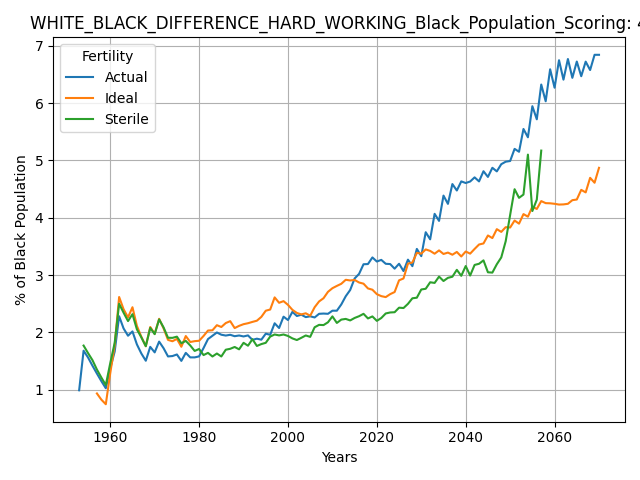 WHITE_BLACK_DIFFERENCE_HARD_WORKING_Black_Population_Scoring:
Fertility
Actual
Ideal
Sterile
7
6
5
4
3
2
1
% of Black Population
1960
1980
2000
2020
2040
2060
Years